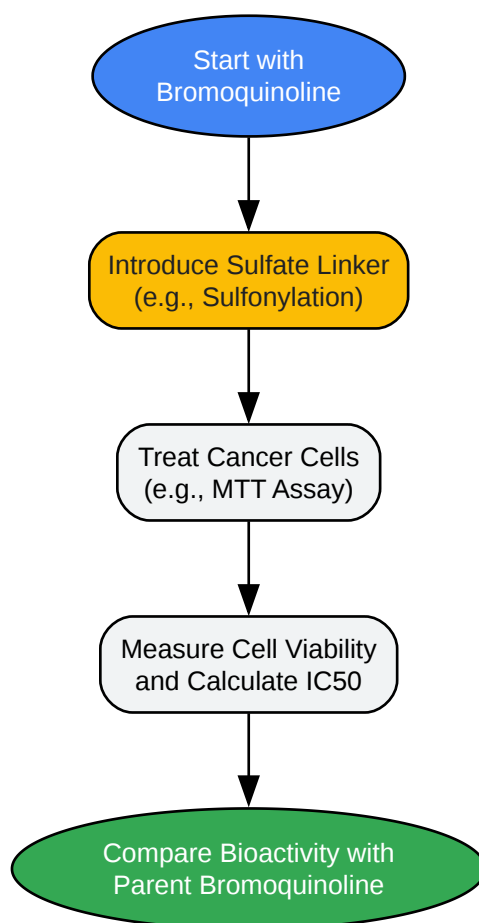 Start with
Bromoquinoline
Introduce Sulfate Linker
(e.g., Sulfonylation)
Treat Cancer Cells
(e.g., MTT Assay)
Measure Cell Viability
and Calculate IC50
Compare Bioactivity with
Parent Bromoquinoline